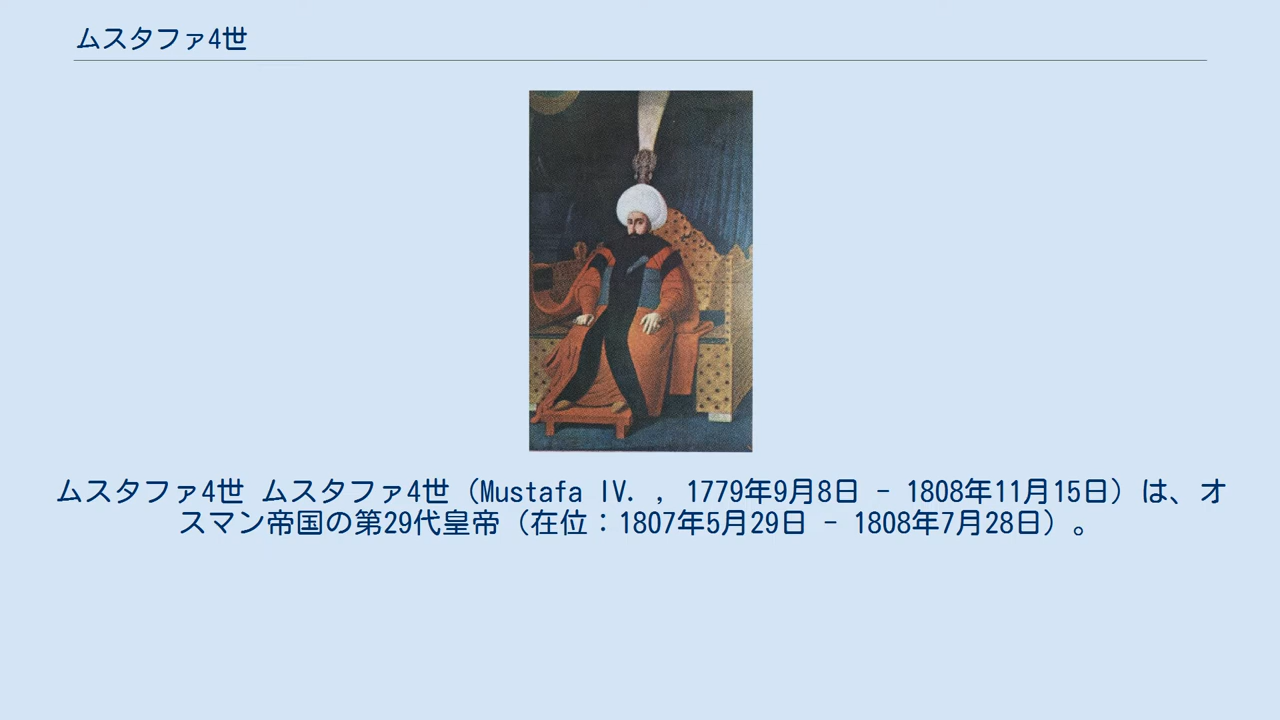 ムスタファ4世
ムスタファ4世 ムスタファ4世（Mustafa IV. , 1779年9月8日 - 1808年11月15日）は、オ
スマン帝国の第29代皇帝（在位：1807年5月29日 - 1808年7月28日）。